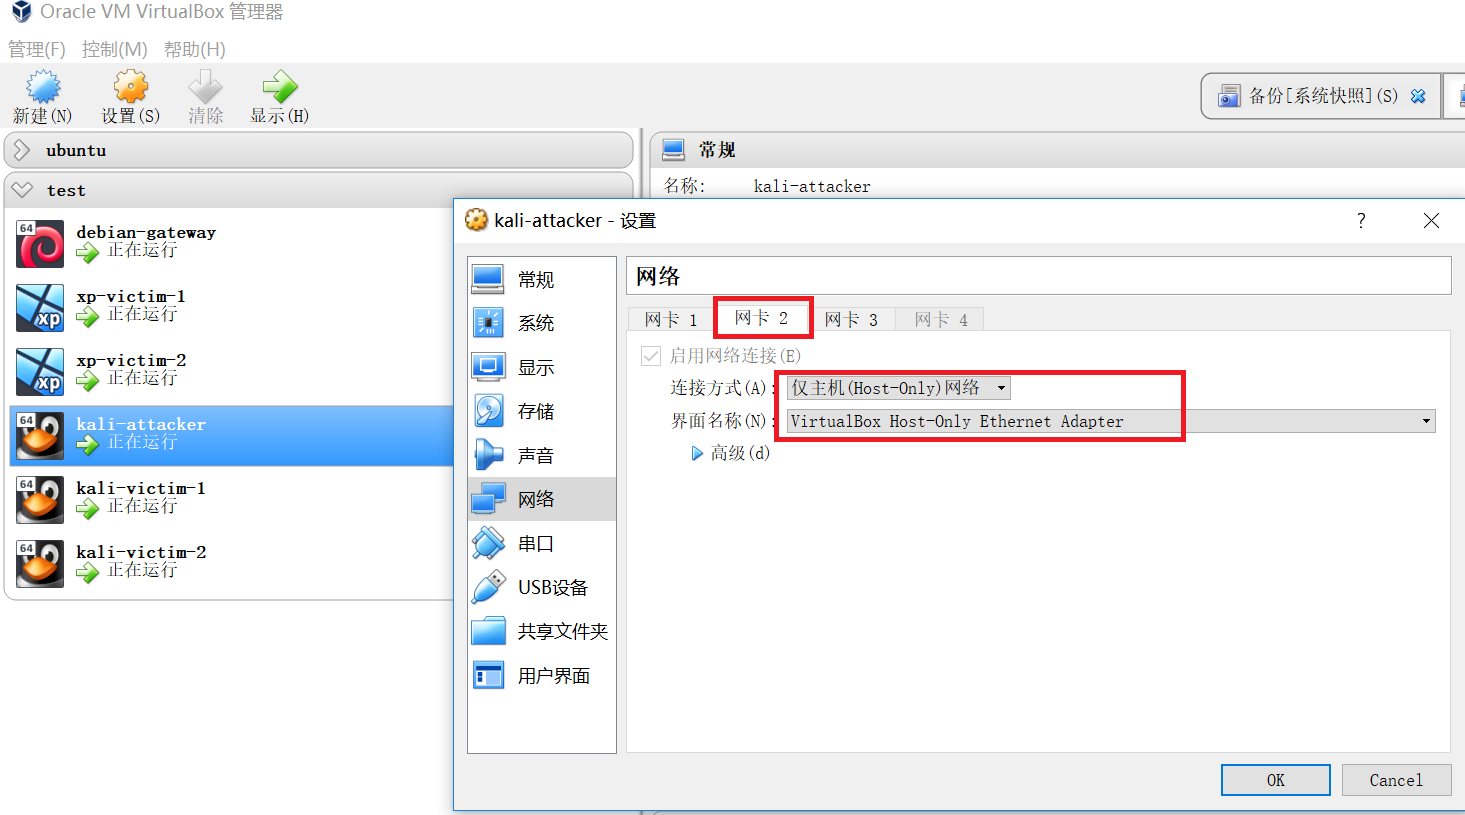 Oracle VM VirtualBox 管理器
管理(F) 控制(M) 帮助(H)
新建(N) 设置(S) 清除 显示(H)
备份[系统快照](S)
ubuntu
test
64
debian-gateway
正在运行
xp
xp-victim-1
正在运行
xp
xp-victim-2
正在运行
64
kali-attacker
正在运行
64
kali-victim-1
正在运行
64
kali-victim-2
正在运行
常规
名称: kali-attacker
kali-attacker - 设置
?
常规
系统
显示
存储
声音
网络
串口
USB设备
共享文件夹
用户界面
网络
网卡 1 网卡 2 网卡 3 网卡 4
启用网络连接(E)
连接方式(A): 仅主机(Host-Only)网络
界面名称(N): VirtualBox Host-Only Ethernet Adapter
高级(d)
OK Cancel